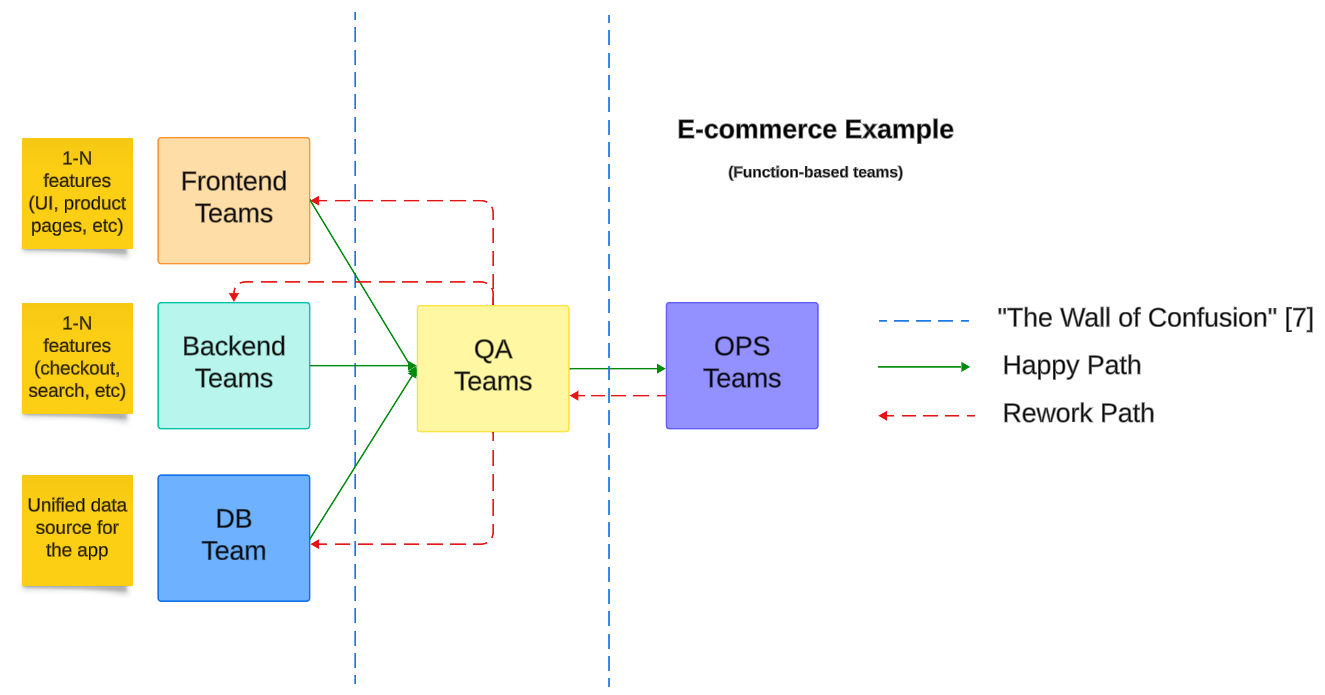 E-commerce Example
(Function-based teams)
1-N
features
(UI, product
pages, etc)
Frontend
Teams
1-N
features
(checkout,
search, etc)
Backend
Teams
QA
Teams
OPS
Teams
Unified data
source for
the app
DB
Team
"The Wall of Confusion" [7]
Happy Path
Rework Path